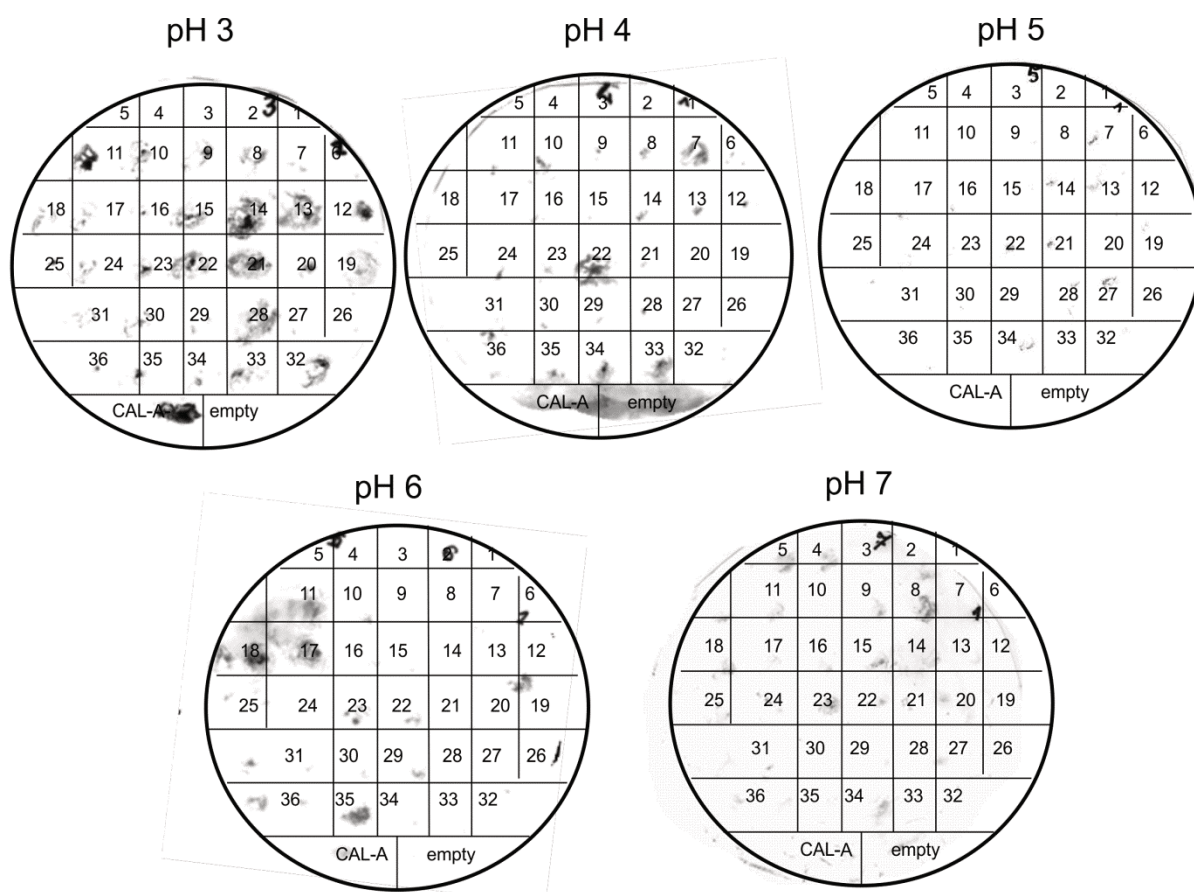 pH 3
pH 4
pH 5
5 4 3 2 3 1
11 10 9 8 7 6
18 17 16 15 14 13 12
25 24 23 22 21 20 19
31 30 29 28 27 26
36 35 34 33 32
CAL-A empty
5 4 3 4 2 1
11 10 9 8 7 6
18 17 16 15 14 13 12
25 24 23 22 21 20 19
31 30 29 28 27 26
36 35 34 33 32
CAL-A empty
5 4 3 5 2 1
1
11 10 9 8 7 6
18 17 16 15 14 13 12
25 24 23 22 21 20 19
31 30 29 28 27 26
36 35 34 33 32
CAL-A empty
pH 6
pH 7
5 4 3 2 1
11 10 9 8 7 6
1
18 17 16 15 14 13 12
25 24 23 22 21 20 19
31 30 29 28 27 26
36 35 34 33 32
CAL-A empty
5 4 3 7 2 1
11 10 9 8 7 6
1
18 17 16 15 14 13 12
25 24 23 22 21 20 19
31 30 29 28 27 26
36 35 34 33 32
CAL-A empty